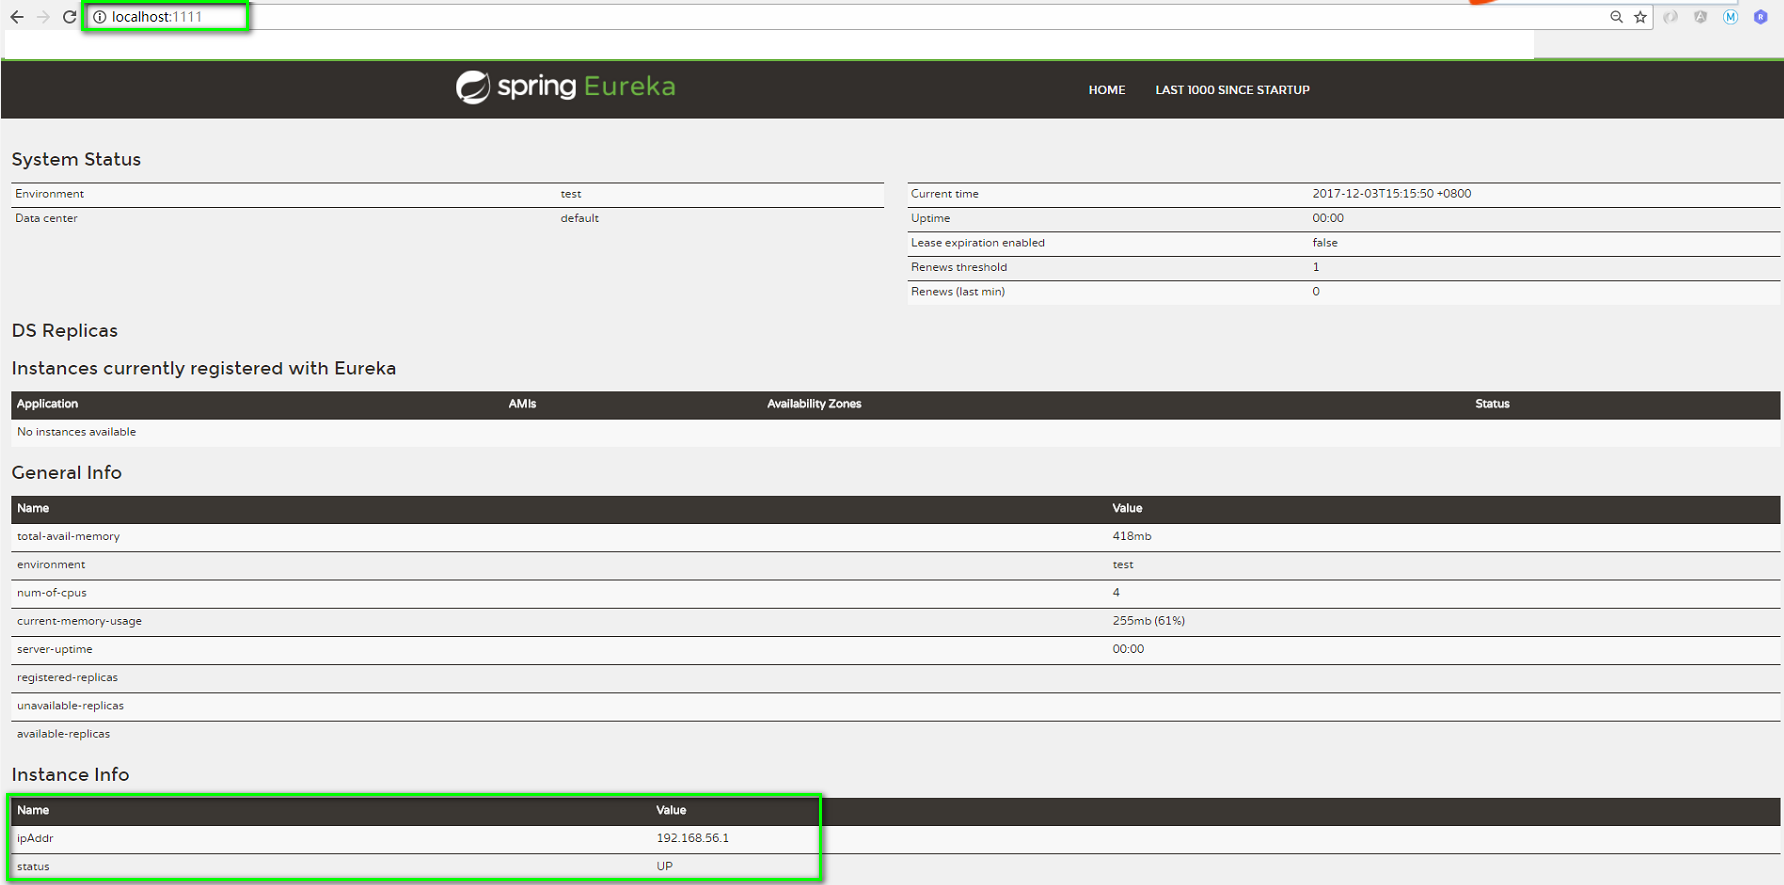 localhost:1111
spring Eureka
HOME LAST 1000 SINCE STARTUP
System Status
Environment test
Data center default
Current time 2017-12-03T15:15:50 +0800
Uptime 00:00
Lease expiration enabled false
Renews threshold 1
Renews (last min) 0
DS Replicas
Instances currently registered with Eureka
Application AMIs Availability Zones Status
No instances available
General Info
Name Value
total-avail-memory 418mb
environment test
num-of-cpus 4
current-memory-usage 255mb (61%)
server-uptime 00:00
registered-replicas
unavailable-replicas
available-replicas
Instance Info
Name Value
ipAddr 192.168.56.1
status UP